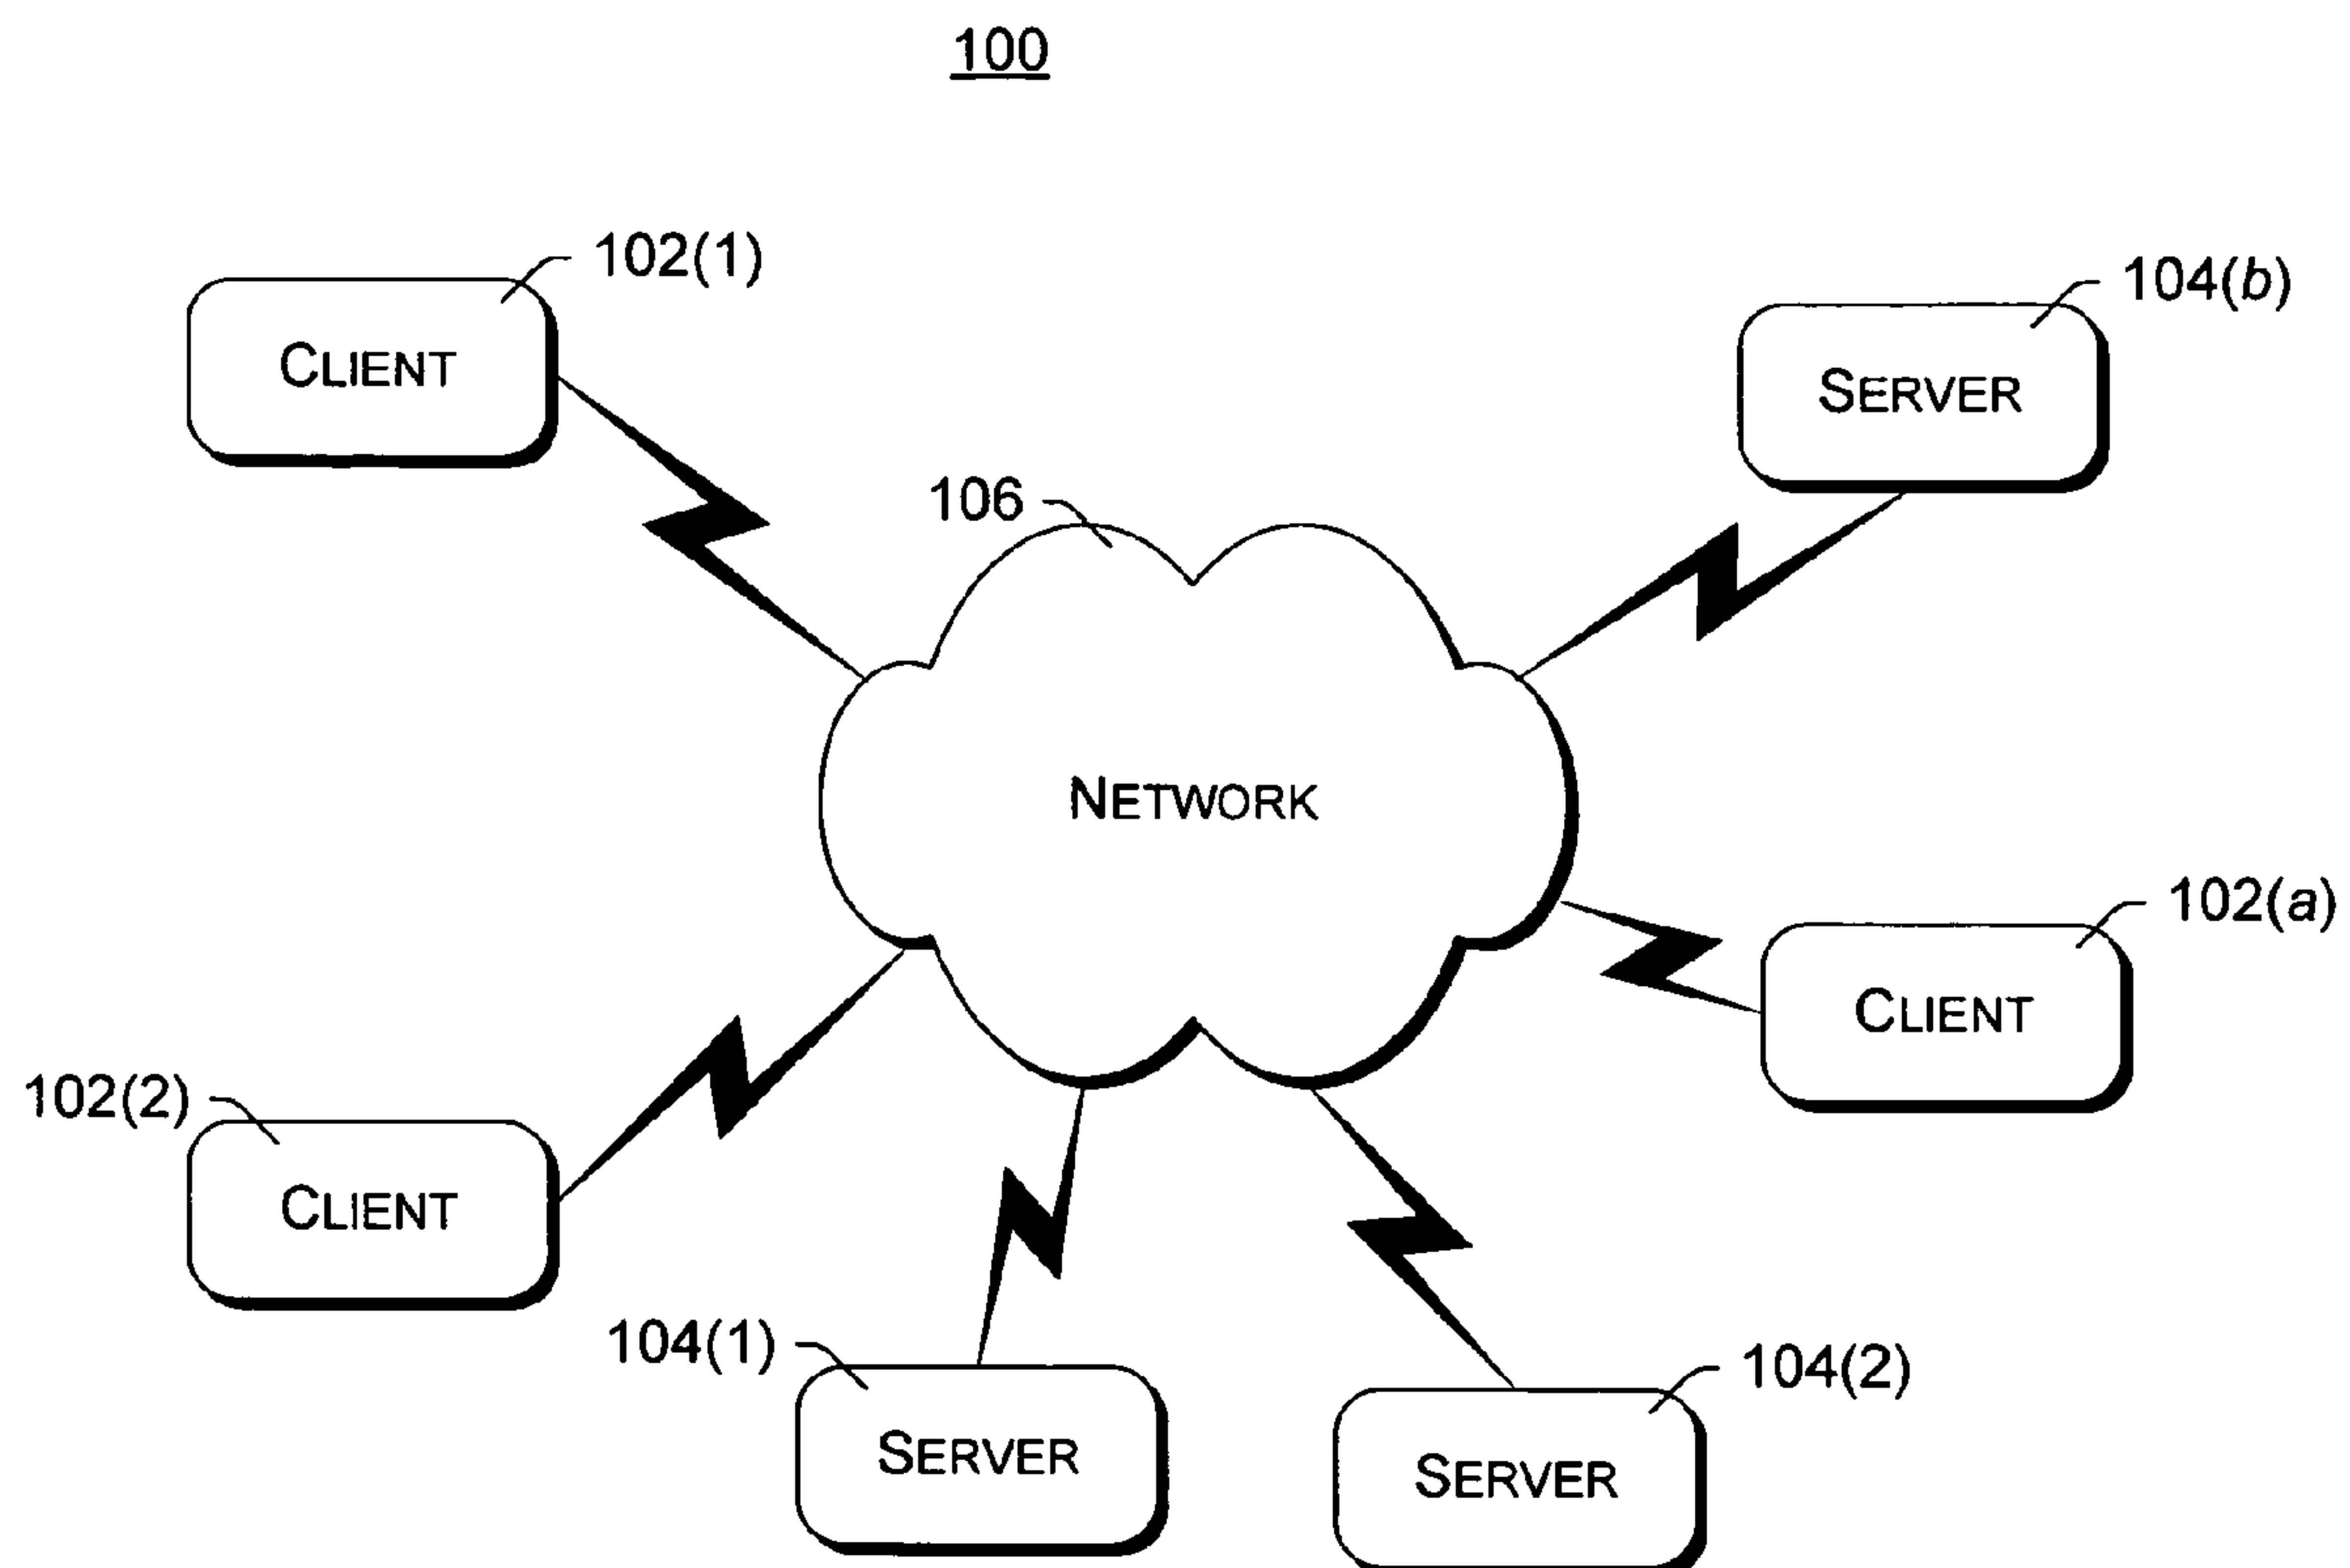 100
102(1)
CLIENT
104(b)
SERVER
106
NETWORK
102(a)
CLIENT
102(2)
CLIENT
104(1)
SERVER
104(2)
SERVER